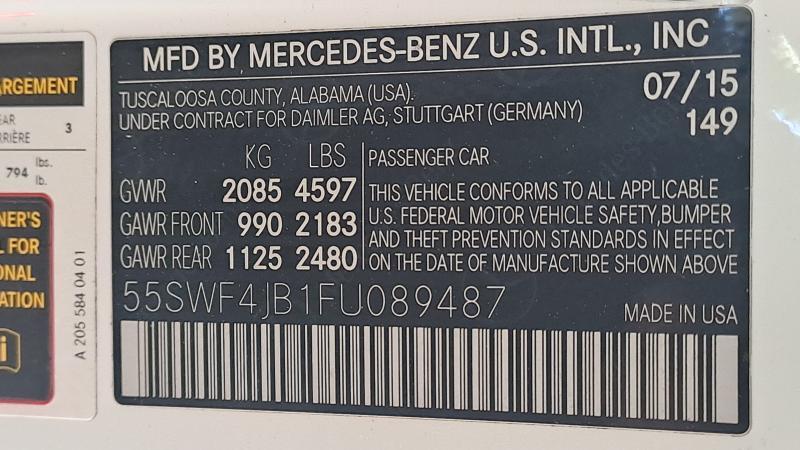 ARGEMENT
EAR
RRIÈRE 3
794 lbs.
lb.
NER'S
L FOR
ONAL
ATION
i
A 205 584 04 01
MFD BY MERCEDES-BENZ U.S. INTL., INC
TUSCALOOSA COUNTY, ALABAMA (USA). 07/15
UNDER CONTRACT FOR DAIMLER AG, STUTTGART (GERMANY) 149
KG LBS
GVWR 2085 4597
GAWR FRONT 990 2183
GAWR REAR 1125 2480
PASSENGER CAR
THIS VEHICLE CONFORMS TO ALL APPLICABLE
U.S. FEDERAL MOTOR VEHICLE SAFETY,BUMPER
AND THEFT PREVENTION STANDARDS IN EFFECT
ON THE DATE OF MANUFACTURE SHOWN ABOVE
55SWF4JB1FU089487 MADE IN USA